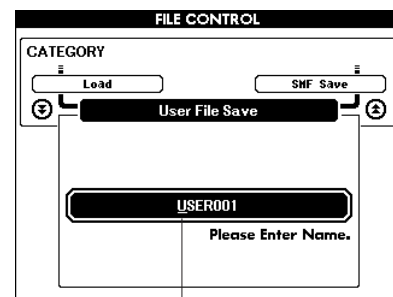 FILE CONTROL
CATEGORY
Load
SMF Save
User File Save
USER001
Please Enter Name.